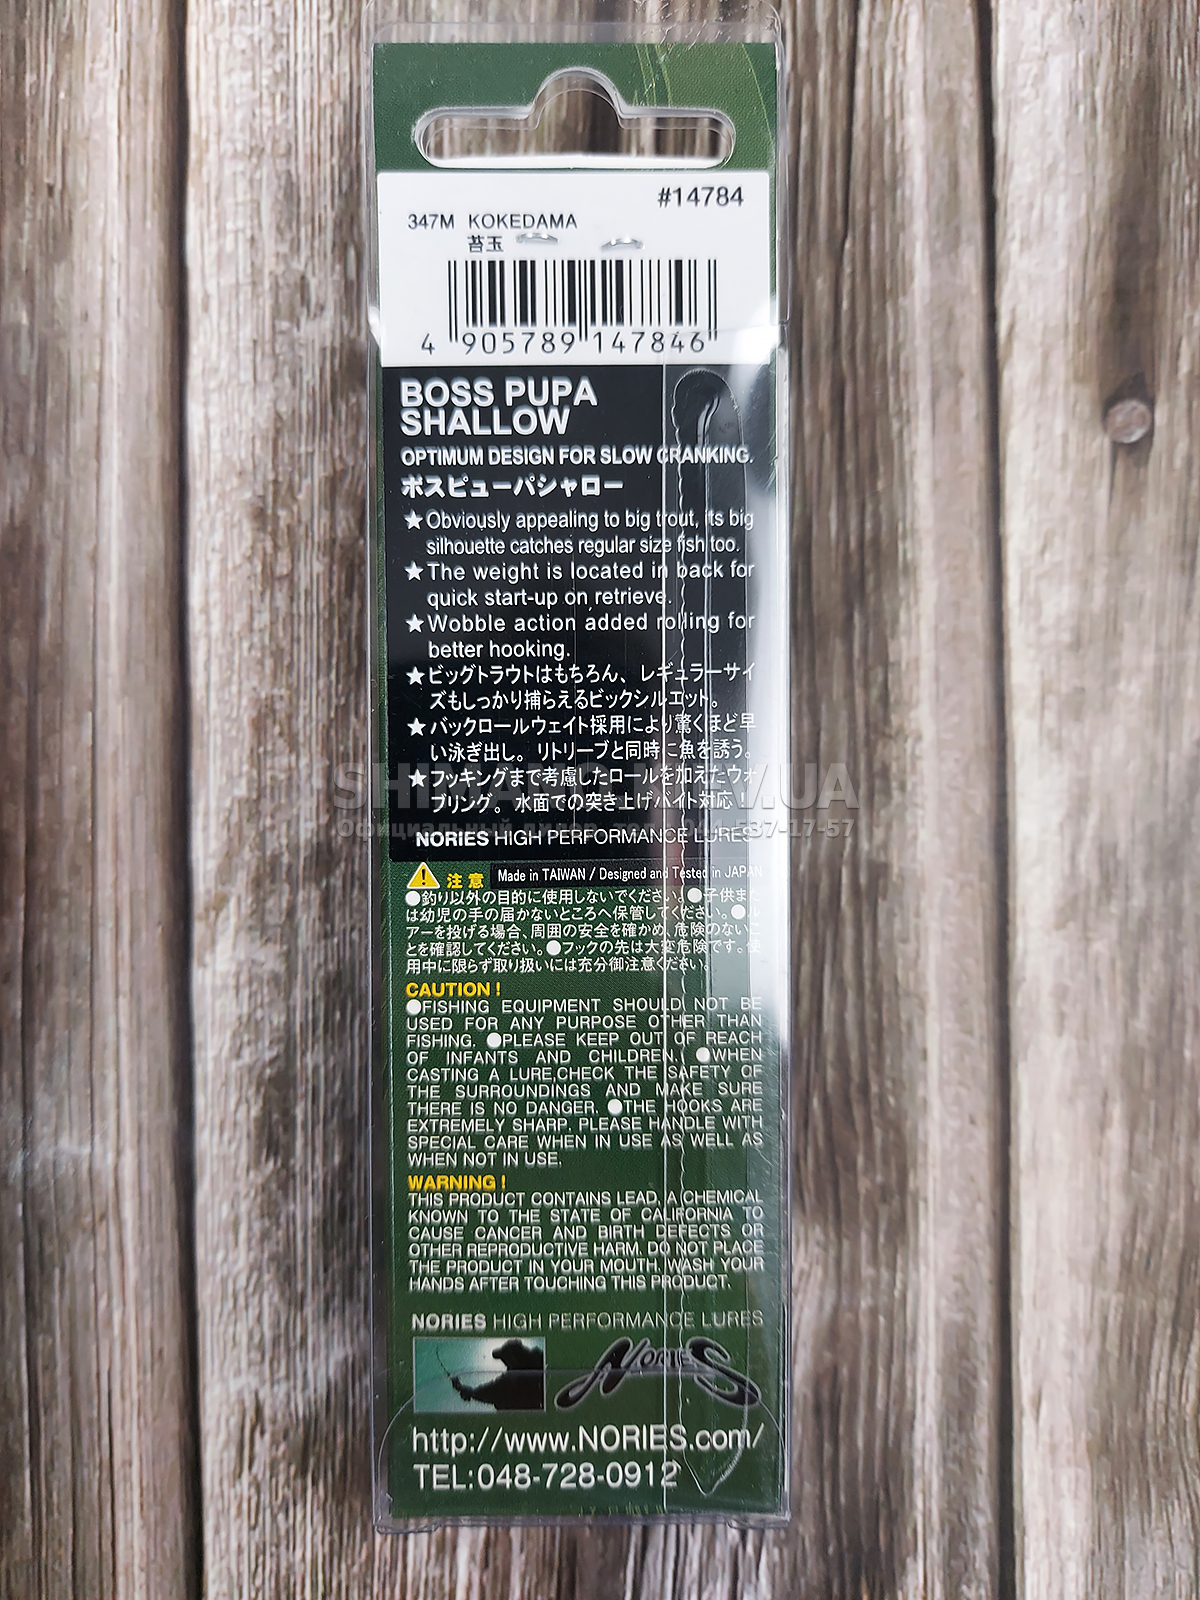 #14784
347M KOKEDAMA
苔玉
4 905789 147846
BOSS PUPA
SHALLOW
OPTIMUM DESIGN FOR SLOW CRANKING.
ボスピューパシャロー
★Obviously appealing to big trout, its big
silhouette catches regular size fish too.
★The weight is located in back for
quick start-up on retrieve.
★Wobble action added rolling for
better hooking.
★ビッグトラウトはもちろん、レギュラーサイ
ズもしっかり捕らえるビックシルエット。
★バックロールウェイト採用により驚くほど早
い泳ぎ出し。リトリーブと同時に魚を誘う。
★フッキングまで考慮したロールを加えたウォ
ブリング。水面での突き上げバイト対応！
SHIMANO.KIEV.UA
Официальный дилер тел. 044-537-17-57
NORIES HIGH PERFORMANCE LURES
注意 Made in TAIWAN / Designed and Tested in JAPAN
●釣り以外の目的に使用しないでください。●子供また
は幼児の手の届かないところへ保管してください。●ル
アーを投げる場合、周囲の安全を確かめ、危険のないこ
とを確認してください。●フックの先は大変危険です。使
用中に限らず取り扱いには充分御注意ください。
CAUTION !
●FISHING EQUIPMENT SHOULD NOT BE
USED FOR ANY PURPOSE OTHER THAN
FISHING. ●PLEASE KEEP OUT OF REACH
OF INFANTS AND CHILDREN. ●WHEN
CASTING A LURE,CHECK THE SAFETY OF
THE SURROUNDINGS AND MAKE SURE
THERE IS NO DANGER. ●THE HOOKS ARE
EXTREMELY SHARP. PLEASE HANDLE WITH
SPECIAL CARE WHEN IN USE AS WELL AS
WHEN NOT IN USE.
WARNING !
THIS PRODUCT CONTAINS LEAD, A CHEMICAL
KNOWN TO THE STATE OF CALIFORNIA TO
CAUSE CANCER AND BIRTH DEFECTS OR
OTHER REPRODUCTIVE HARM. DO NOT PLACE
THE PRODUCT IN YOUR MOUTH. WASH YOUR
HANDS AFTER TOUCHING THIS PRODUCT.
NORIES HIGH PERFORMANCE LURES
NORIES
http://www.NORIES.com/
TEL:048-728-0912